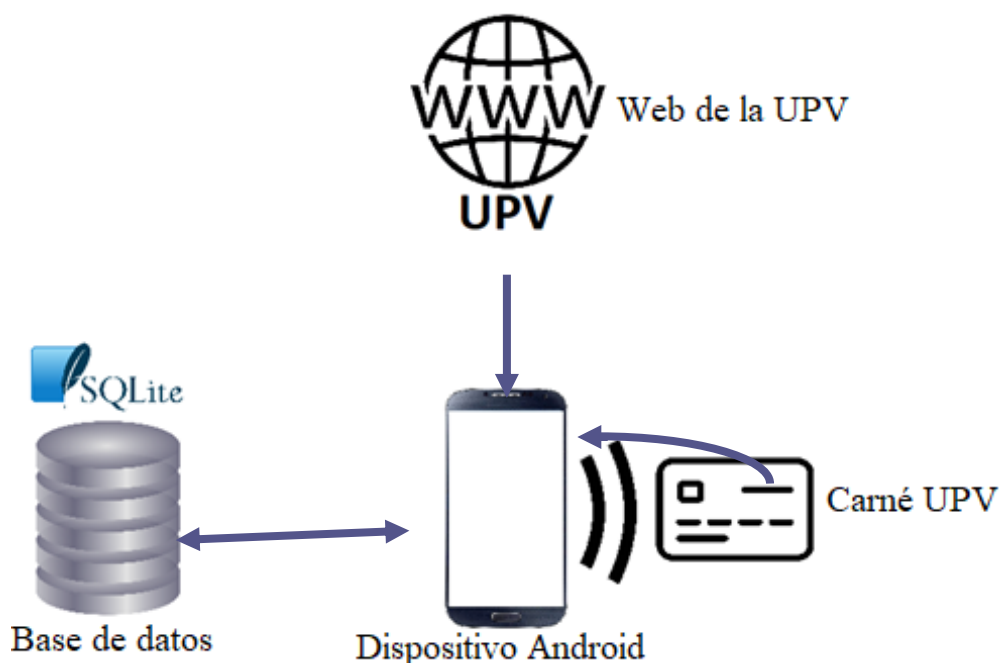 WWW
Web de la UPV
UPV
SQLite
Carné UPV
Base de datos
Dispositivo Android